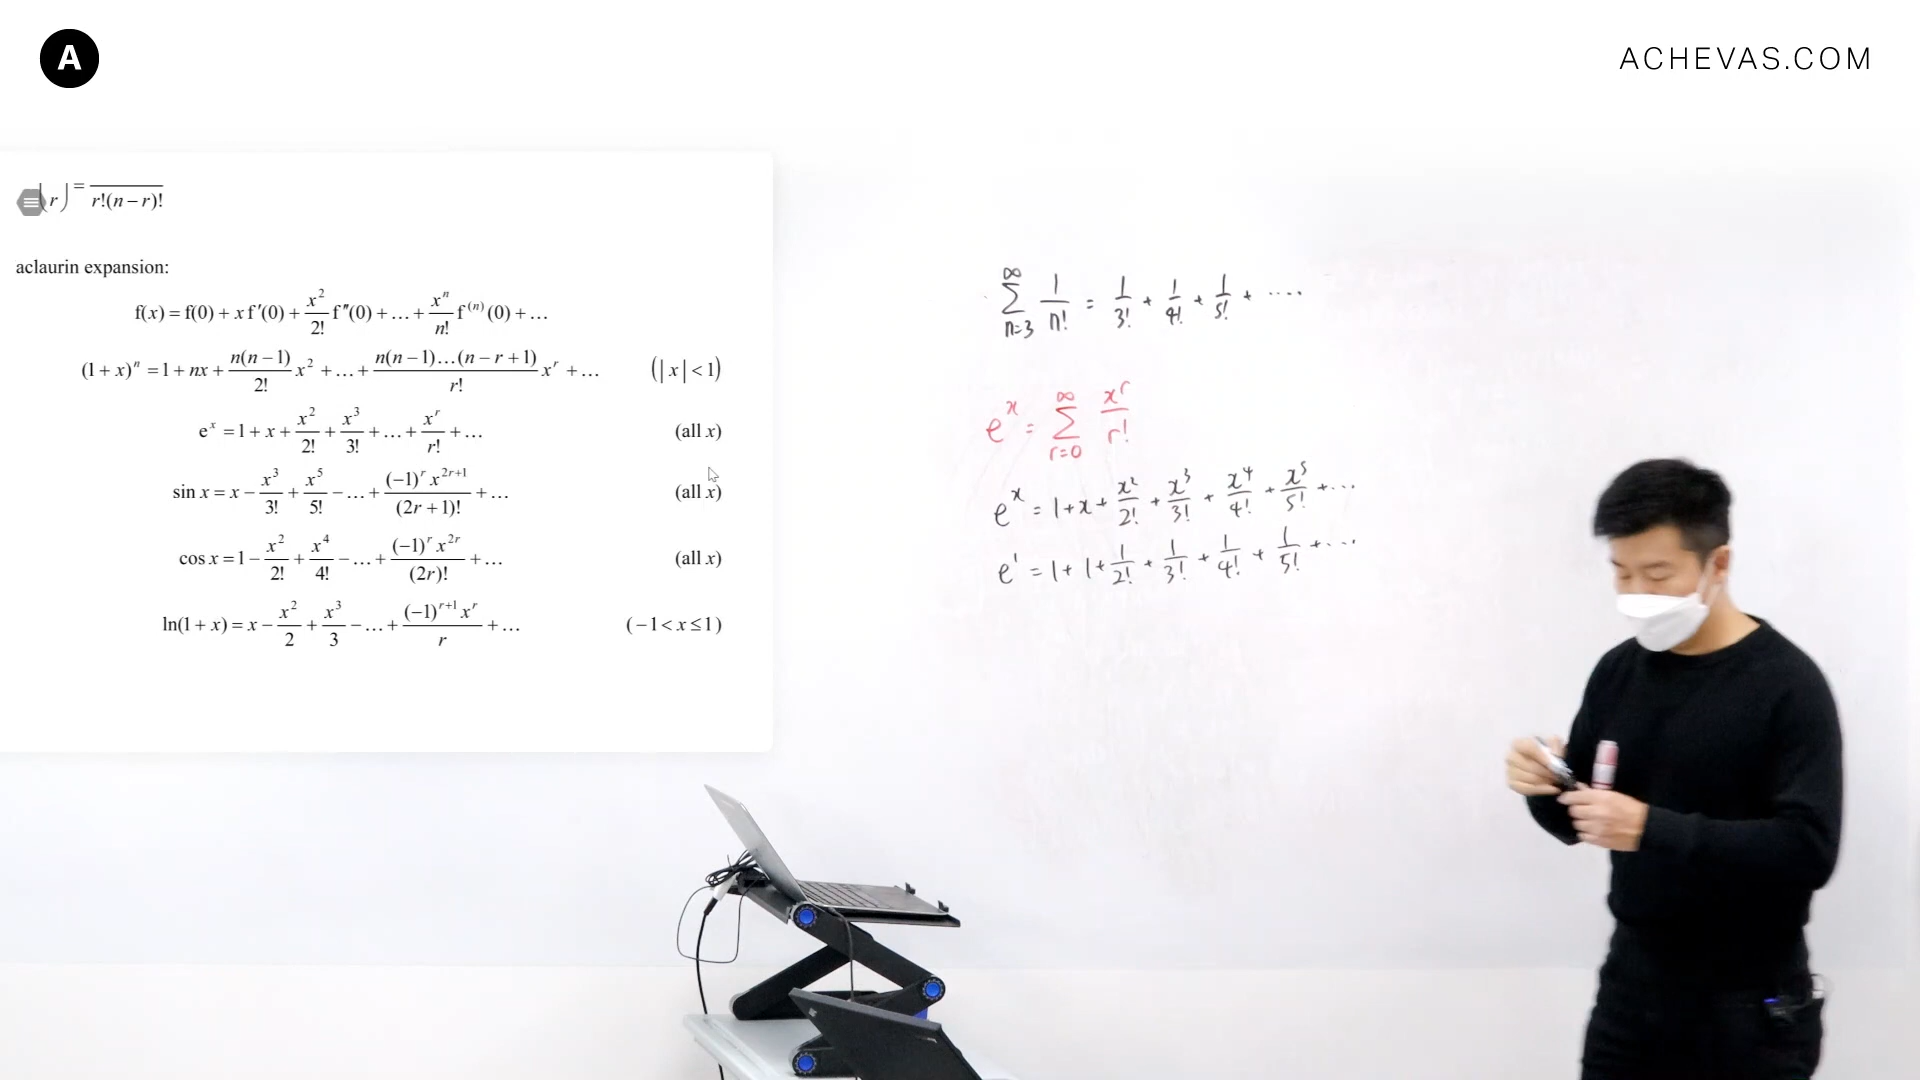 A
ACHEVAS.COM
( r ) = r!(n−r)!
aclaurin expansion:
f(x) = f(0) + x f′(0) + x²/2! f″(0) + … + xⁿ/n! f⁽ⁿ⁾(0) + …
(1 + x)ⁿ = 1 + nx + n(n−1)/2! x² + … + n(n−1)…(n−r+1)/r! xʳ + … (|x| < 1)
eˣ = 1 + x + x²/2! + x³/3! + … + xʳ/r! + … (all x)
sin x = x − x³/3! + x⁵/5! − … + (−1)ʳ x²ʳ⁺¹/(2r+1)! + … (all x)
cos x = 1 − x²/2! + x⁴/4! − … + (−1)ʳ x²ʳ/(2r)! + … (all x)
ln(1 + x) = x − x²/2 + x³/3 − … + (−1)ʳ⁺¹ xʳ/r + … (−1 < x ≤ 1)
∞ Σ n=3 1/n! = 1/3! + 1/4! + 1/5! + ....
eˣ = ∞ Σ r=0 xʳ/r!
eˣ = 1+x+ x²/2! + x³/3! + x⁴/4! + x⁵/5! + ...
e¹ = 1+1+ 1/2! + 1/3! + 1/4! + 1/5! + ...